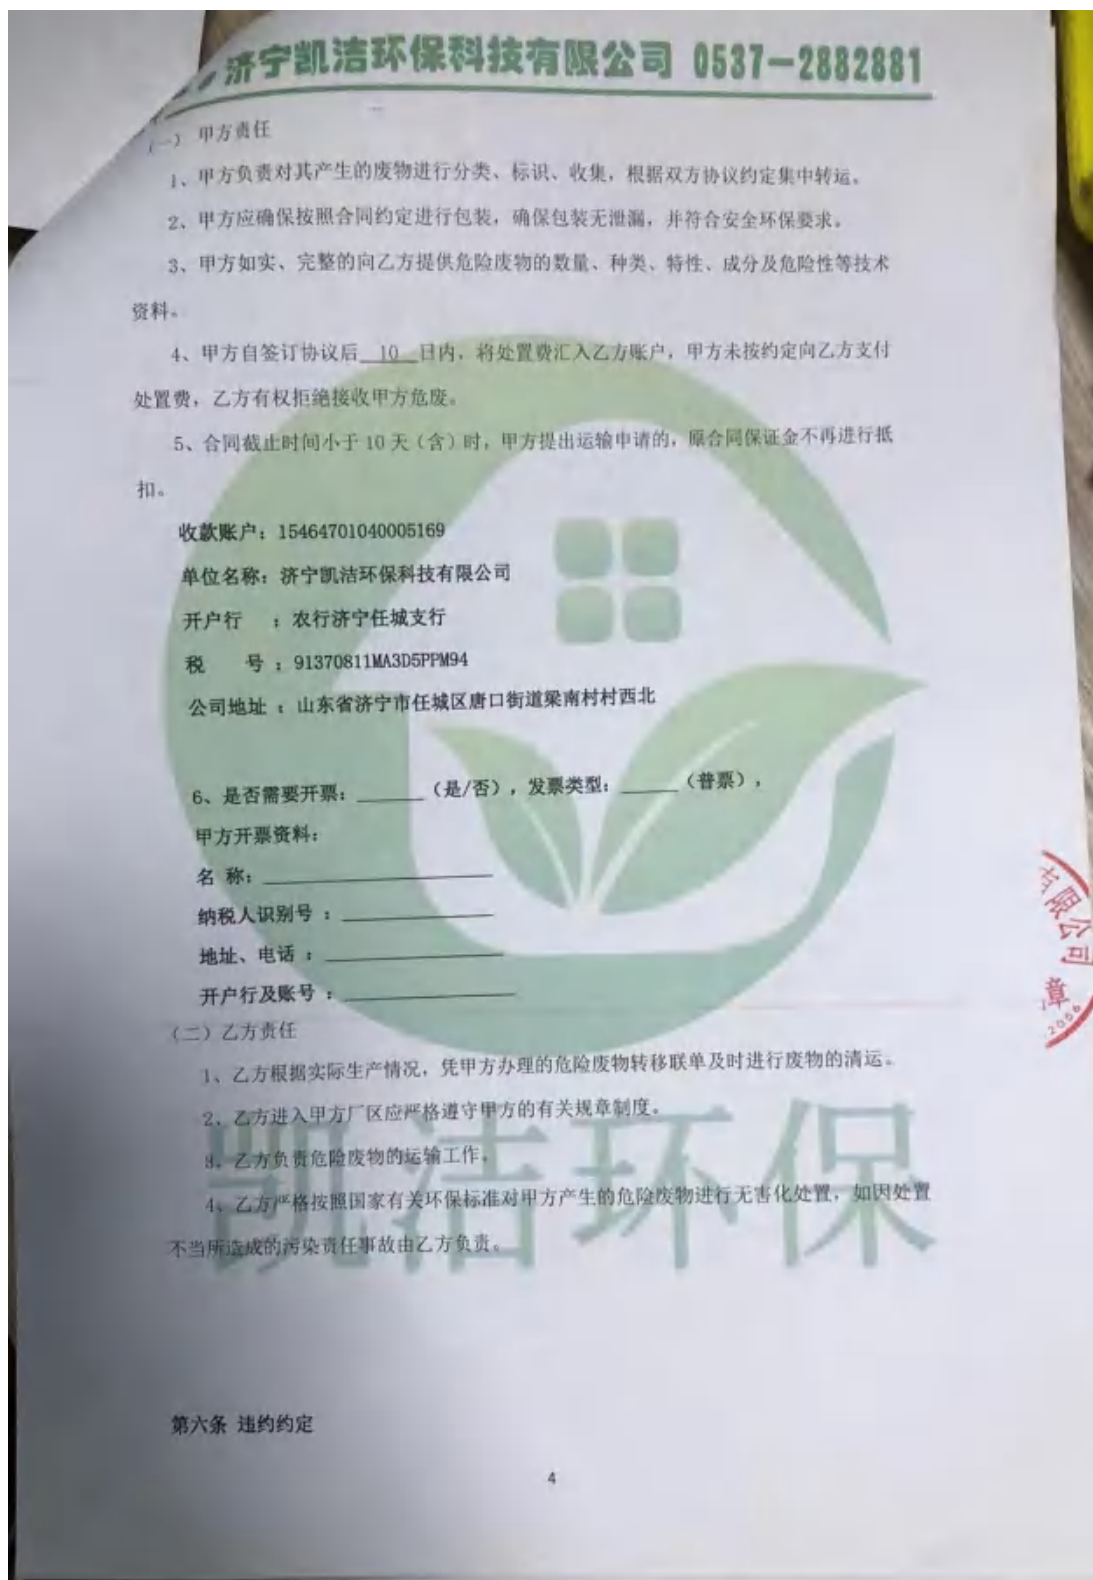 济宁凯洁环保科技有限公司 0537-2882881
(一) 甲方责任
1、甲方负责对其产生的废物进行分类、标识、收集，根据双方协议约定集中转运。
2、甲方应确保按照合同约定进行包装，确保包装无泄漏，并符合安全环保要求。
3、甲方如实、完整的向乙方提供危险废物的数量、种类、特性、成分及危险性等技术
资料。
4、甲方自签订协议后 10 日内，将处置费汇入乙方账户，甲方未按约定向乙方支付
处置费，乙方有权拒绝接收甲方危废。
5、合同截止时间小于10天（含）时，甲方提出运输申请的，原合同保证金不再进行抵
扣。
收款账户：15464701040005169
单位名称：济宁凯洁环保科技有限公司
开户行 ：农行济宁任城支行
税 号：91370811MA3D5PPM94
公司地址：山东省济宁市任城区唐口街道梁南村村西北
6、是否需要开票：______（是/否），发票类型：_____（普票），
甲方开票资料：
名 称：
纳税人识别号：
地址、电话：
开户行及账号：
(二) 乙方责任
1、乙方根据实际生产情况，凭甲方办理的危险废物转移联单及时进行废物的清运。
2、乙方进入甲方厂区应严格遵守甲方的有关规章制度。
3、乙方负责危险废物的运输工作。
4、乙方严格按照国家有关环保标准对甲方产生的危险废物进行无害化处置，如因处置
不当所造成的污染责任事故由乙方负责。
凯洁环保
第六条 违约约定
4
有限公司
章
2056